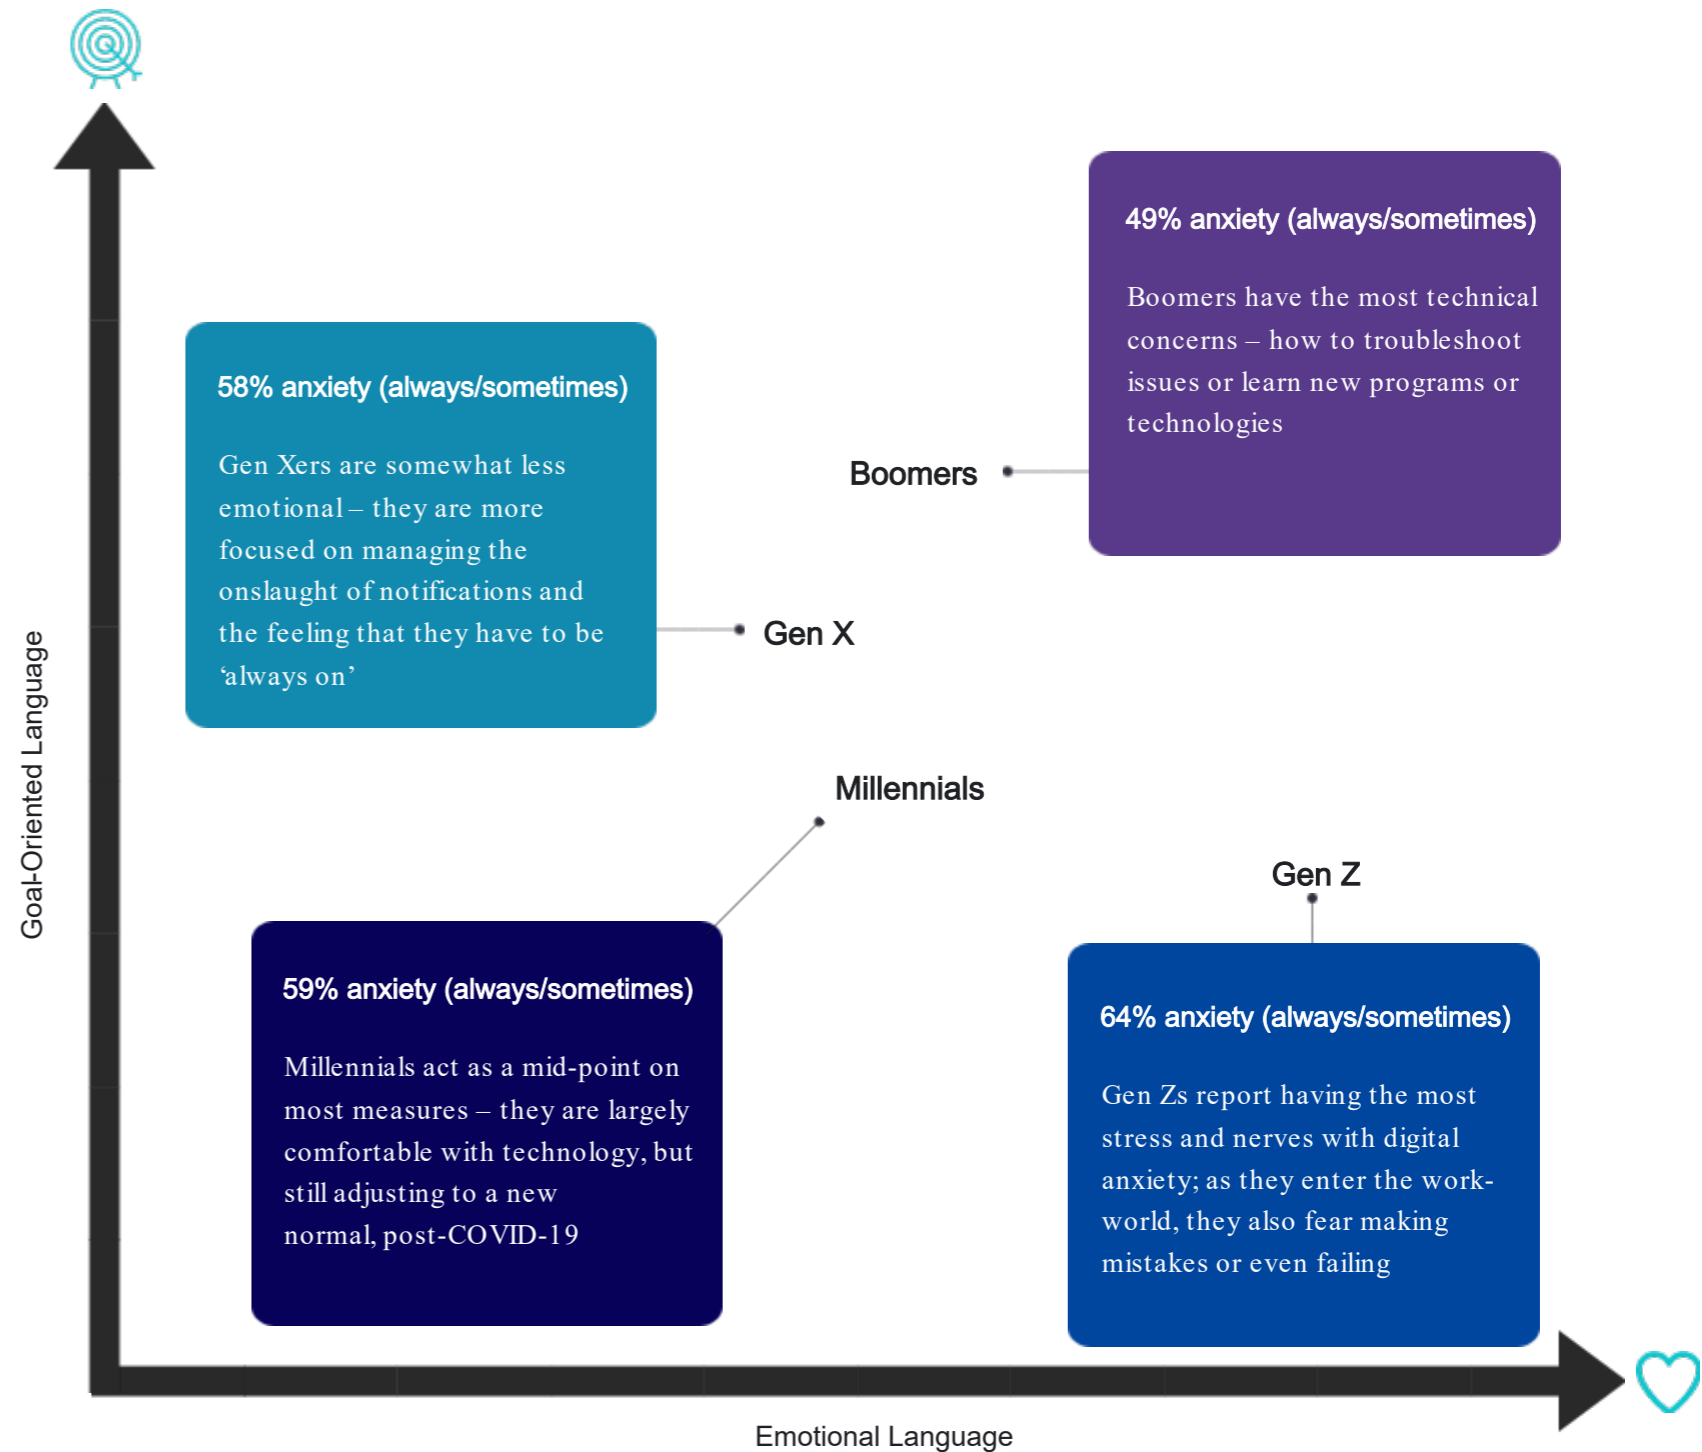 49% anxiety (always/sometimes)
Boomers have the most technical
concerns – how to troubleshoot
issues or learn new programs or
technologies
Boomers
58% anxiety (always/sometimes)
Gen Xers are somewhat less
emotional – they are more
focused on managing the
onslaught of notifications and
the feeling that they have to be
‘always on’
Gen X
Goal-Oriented Language
Millennials
59% anxiety (always/sometimes)
Millennials act as a mid-point on
most measures – they are largely
comfortable with technology, but
still adjusting to a new
normal, post-COVID-19
Gen Z
64% anxiety (always/sometimes)
Gen Zs report having the most
stress and nerves with digital
anxiety; as they enter the work-
world, they also fear making
mistakes or even failing
Emotional Language